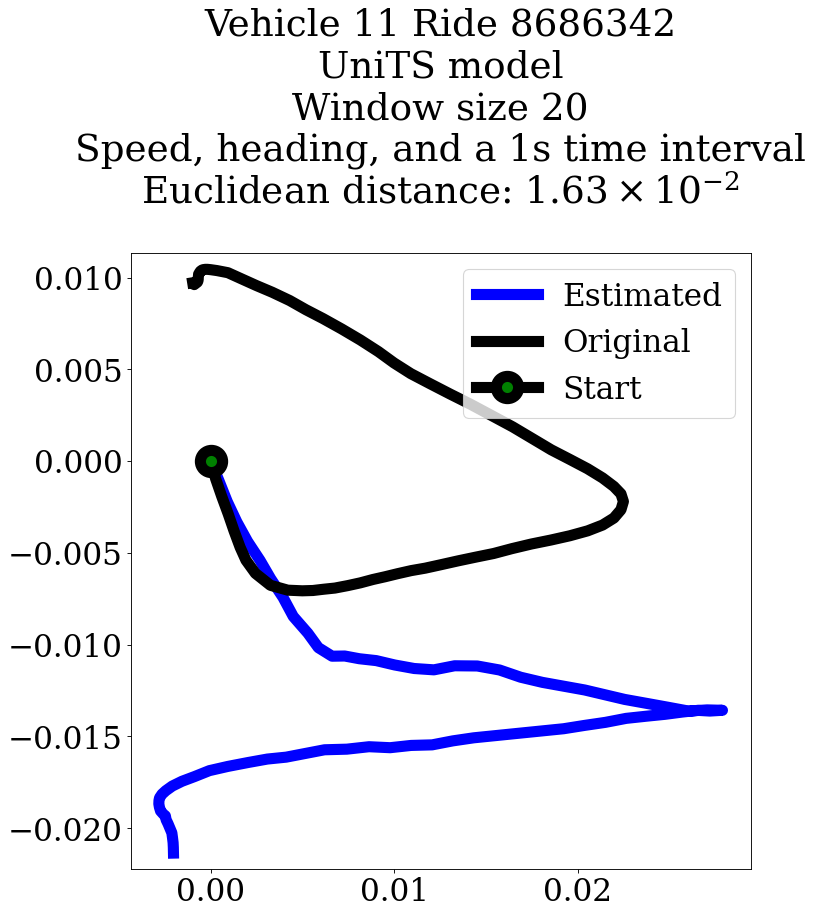 Vehicle 11 Ride 8686342
UniTS model
Window size 20
Speed, heading, and a 1s time interval
Euclidean distance: 1.63 × 10⁻²
Estimated
Original
Start
0.010
0.005
0.000
−0.005
−0.010
−0.015
−0.020
0.00 0.01 0.02